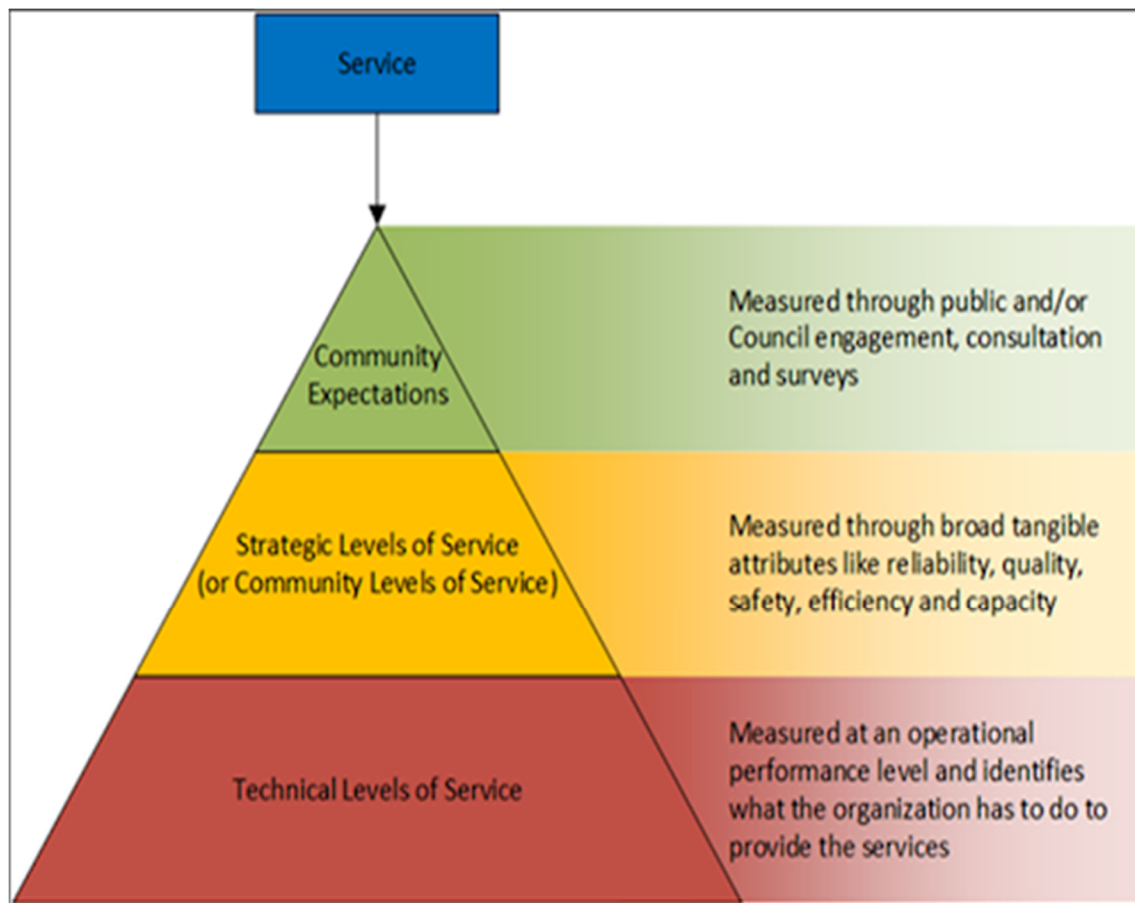 Service
Community
Expectations
Measured through public and/or
Council engagement, consultation
and surveys
Strategic Levels of Service
(or Community Levels of Service)
Measured through broad tangible
attributes like reliability, quality,
safety, efficiency and capacity
Technical Levels of Service
Measured at an operational
performance level and identifies
what the organization has to do to
provide the services